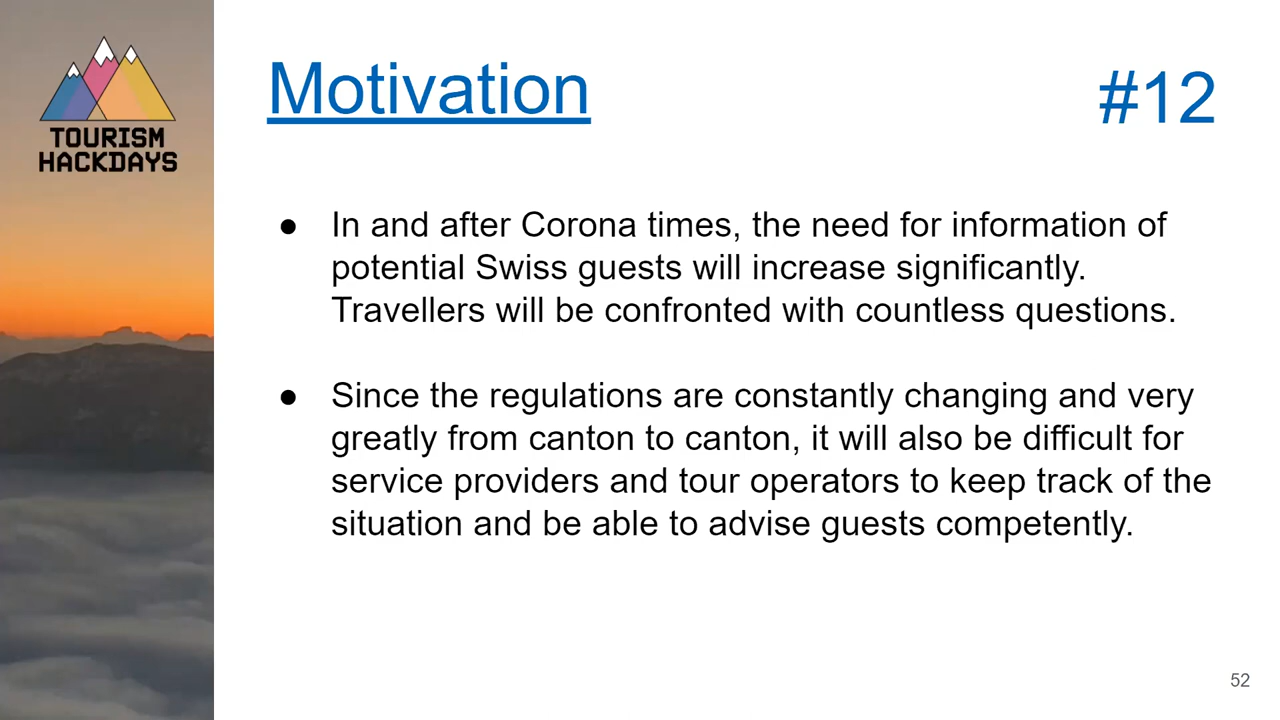 TOURISM
HACKDAYS
Motivation
#12
● In and after Corona times, the need for information of
potential Swiss guests will increase significantly.
Travellers will be confronted with countless questions.
● Since the regulations are constantly changing and very
greatly from canton to canton, it will also be difficult for
service providers and tour operators to keep track of the
situation and be able to advise guests competently.
52